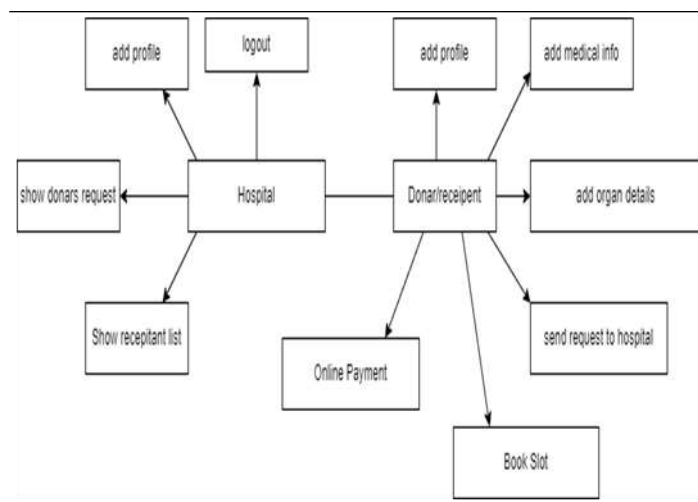 logout
add profile
add profile
add medical info
show donars request
Hospital
Donar/receipent
add organ details
Show recepitant list
send request to hospital
Online Payment
Book Slot